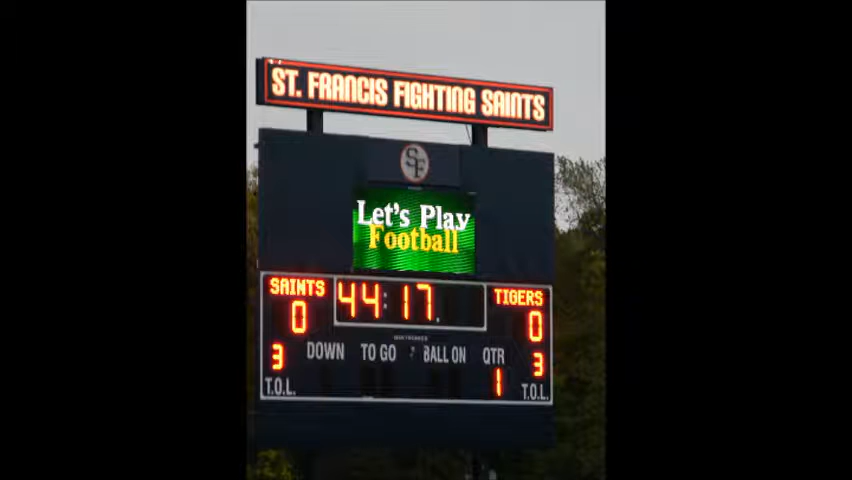 ST. FRANCIS FIGHTING SAINTS
SF
Let's Play
Football
SAINTS 44:17. TIGERS
0 0
DOWN TO GO BALL ON QTR
3 1 3
T.O.L. T.O.L.